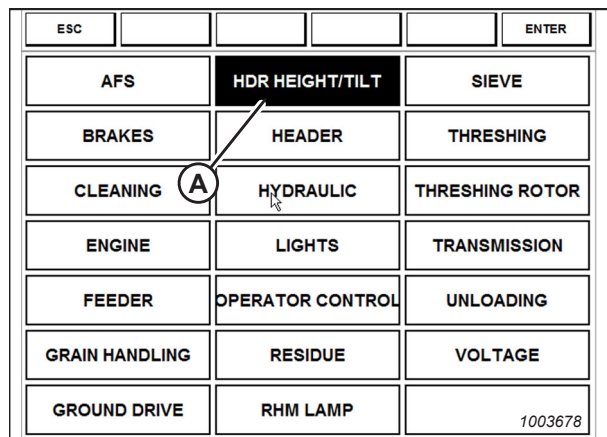 ESC ENTER
AFS HDR HEIGHT/TILT SIEVE
BRAKES HEADER THRESHING
CLEANING A HYDRAULIC THRESHING ROTOR
ENGINE LIGHTS TRANSMISSION
FEEDER OPERATOR CONTROL UNLOADING
GRAIN HANDLING RESIDUE VOLTAGE
GROUND DRIVE RHM LAMP
1003678